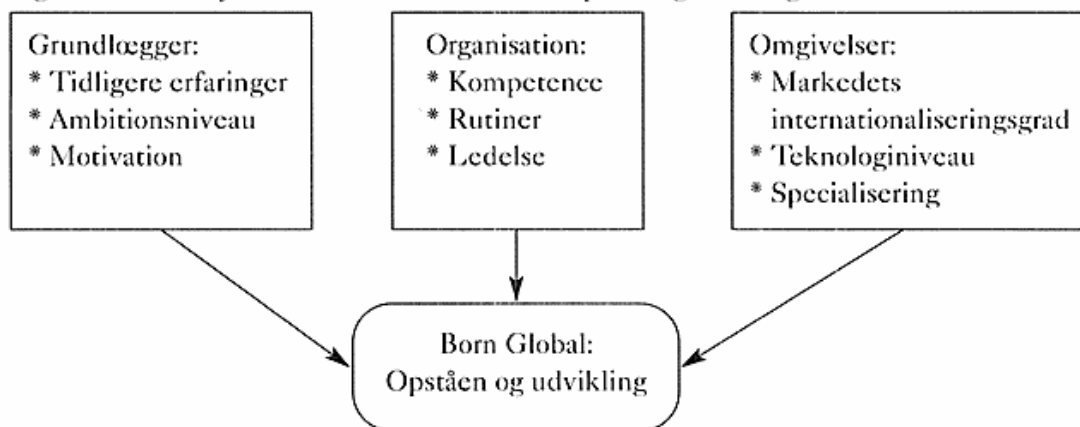 Grundlægger:
* Tidligere erfaringer
* Ambitionsniveau
* Motivation
Organisation:
* Kompetence
* Rutiner
* Ledelse
Omgivelser:
* Markedets
internationaliseringsgrad
* Teknologiniveau
* Specialisering
Born Global:
Opståen og udvikling